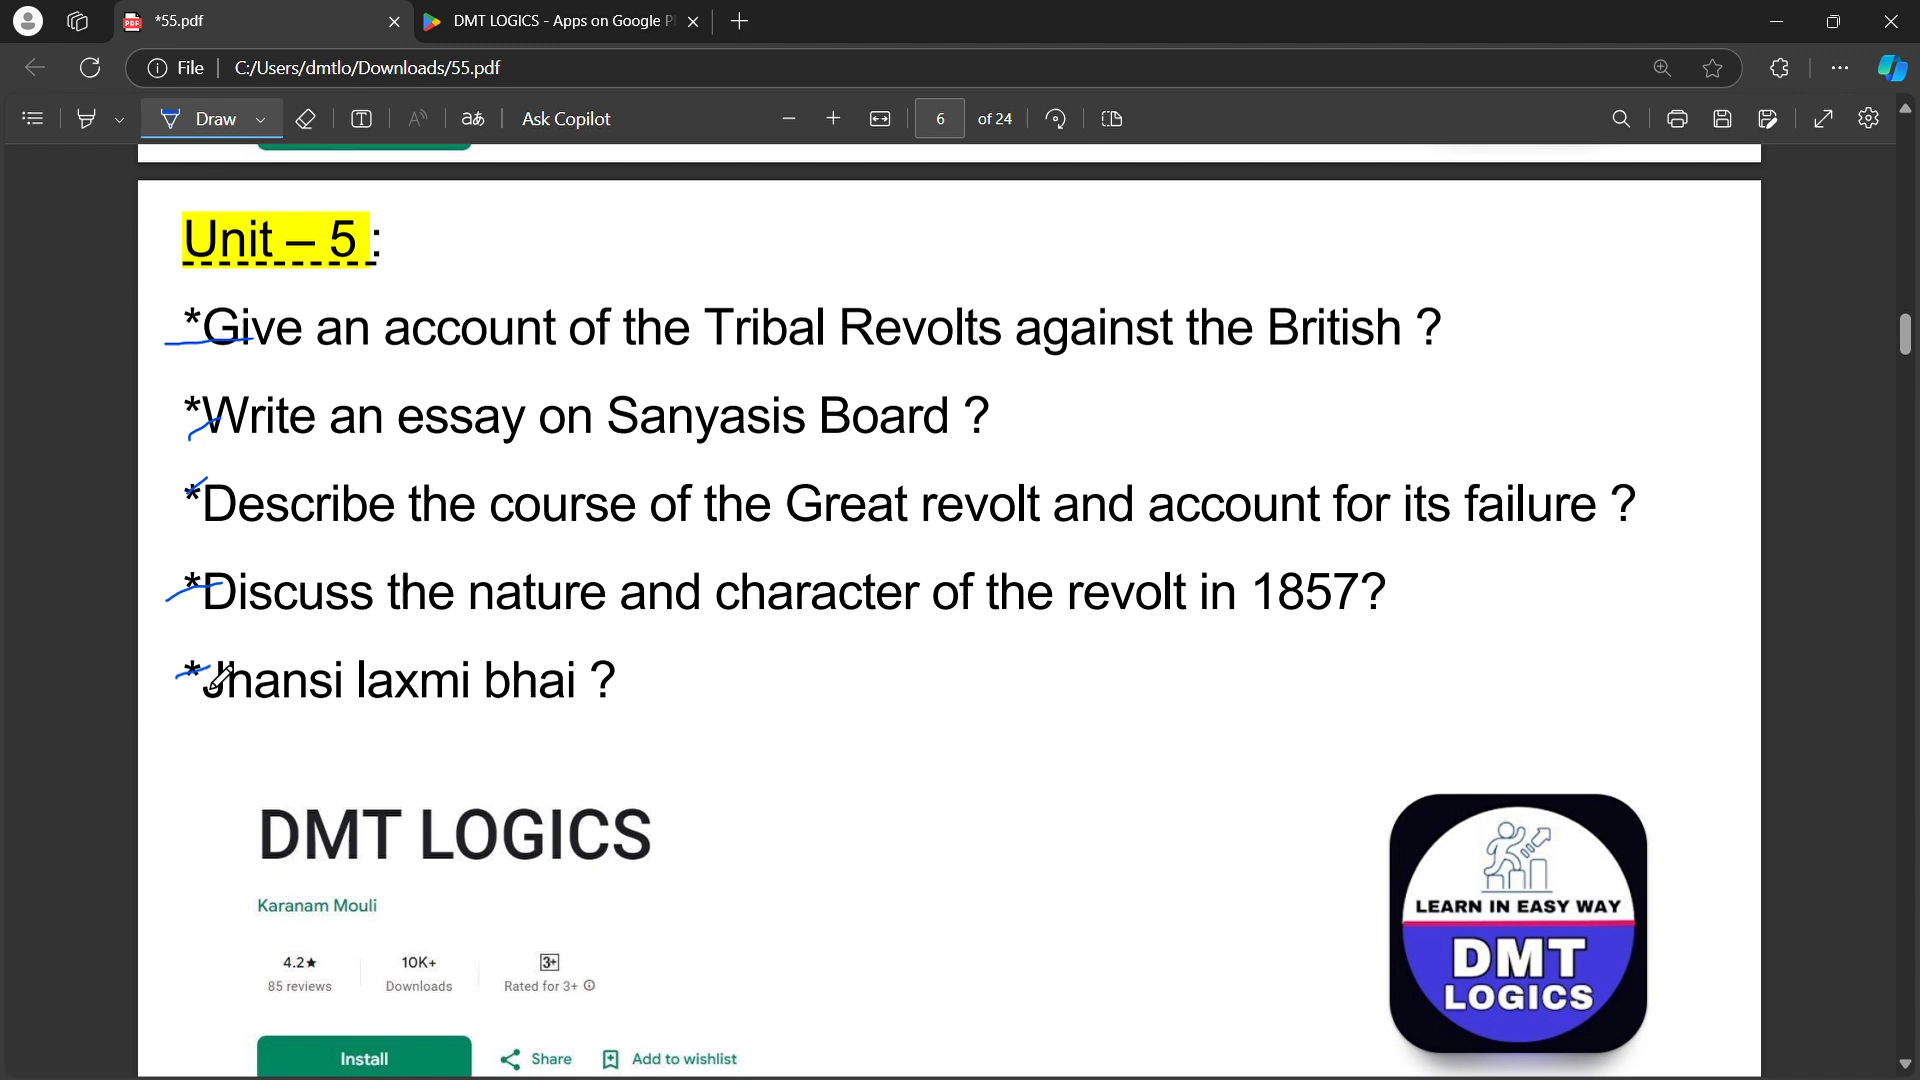 *55.pdf
DMT LOGICS - Apps on Google Pl
File
C:/Users/dmtlo/Downloads/55.pdf
Draw
aあ
Ask Copilot
6 of 24
Unit – 5 :
*Give an account of the Tribal Revolts against the British ?
*Write an essay on Sanyasis Board ?
*Describe the course of the Great revolt and account for its failure ?
*Discuss the nature and character of the revolt in 1857?
*Jhansi laxmi bhai ?
DMT LOGICS
Karanam Mouli
4.2★ 10K+ 3+
85 reviews Downloads Rated for 3+
Install Share Add to wishlist
LEARN IN EASY WAY
DMT
LOGICS